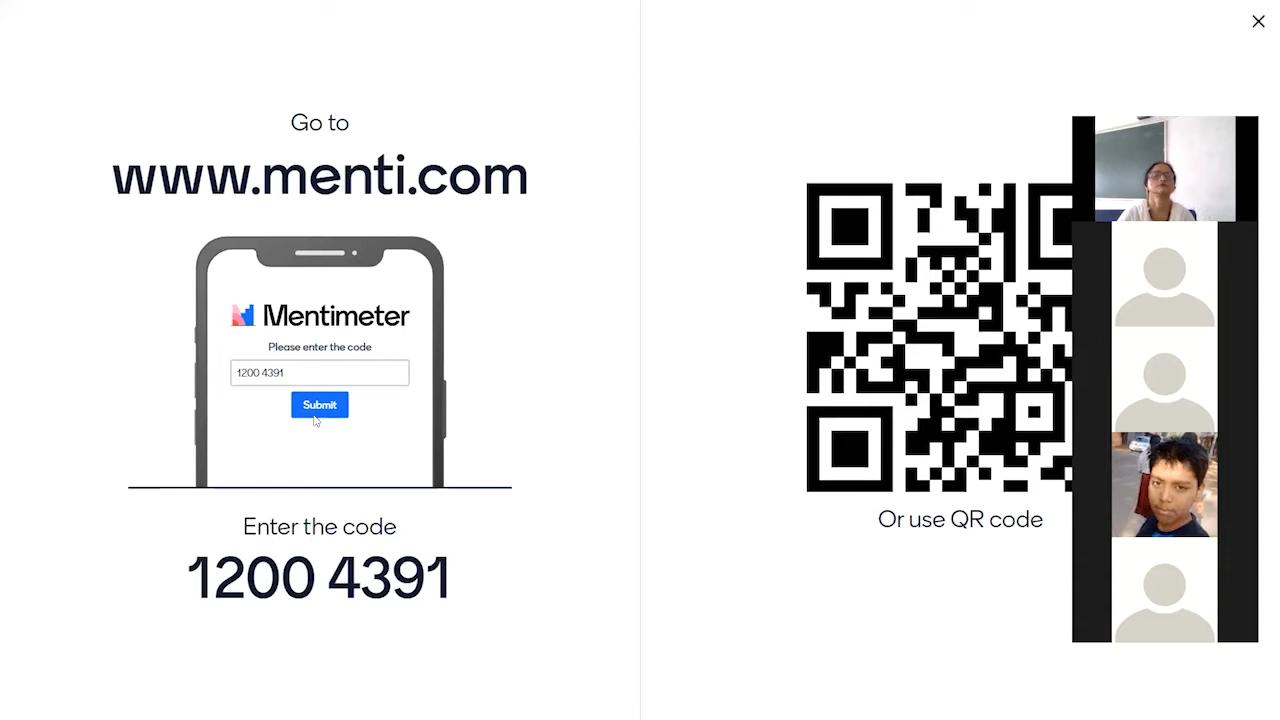 Go to
www.menti.com
Mentimeter
Please enter the code
1200 4391
Submit
Enter the code
1200 4391
Or use QR code